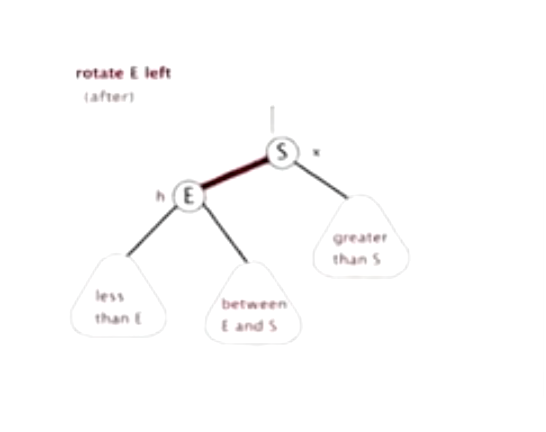 rotate E left
(after)
S x
h E
greater
than S
less
than E
between
E and S